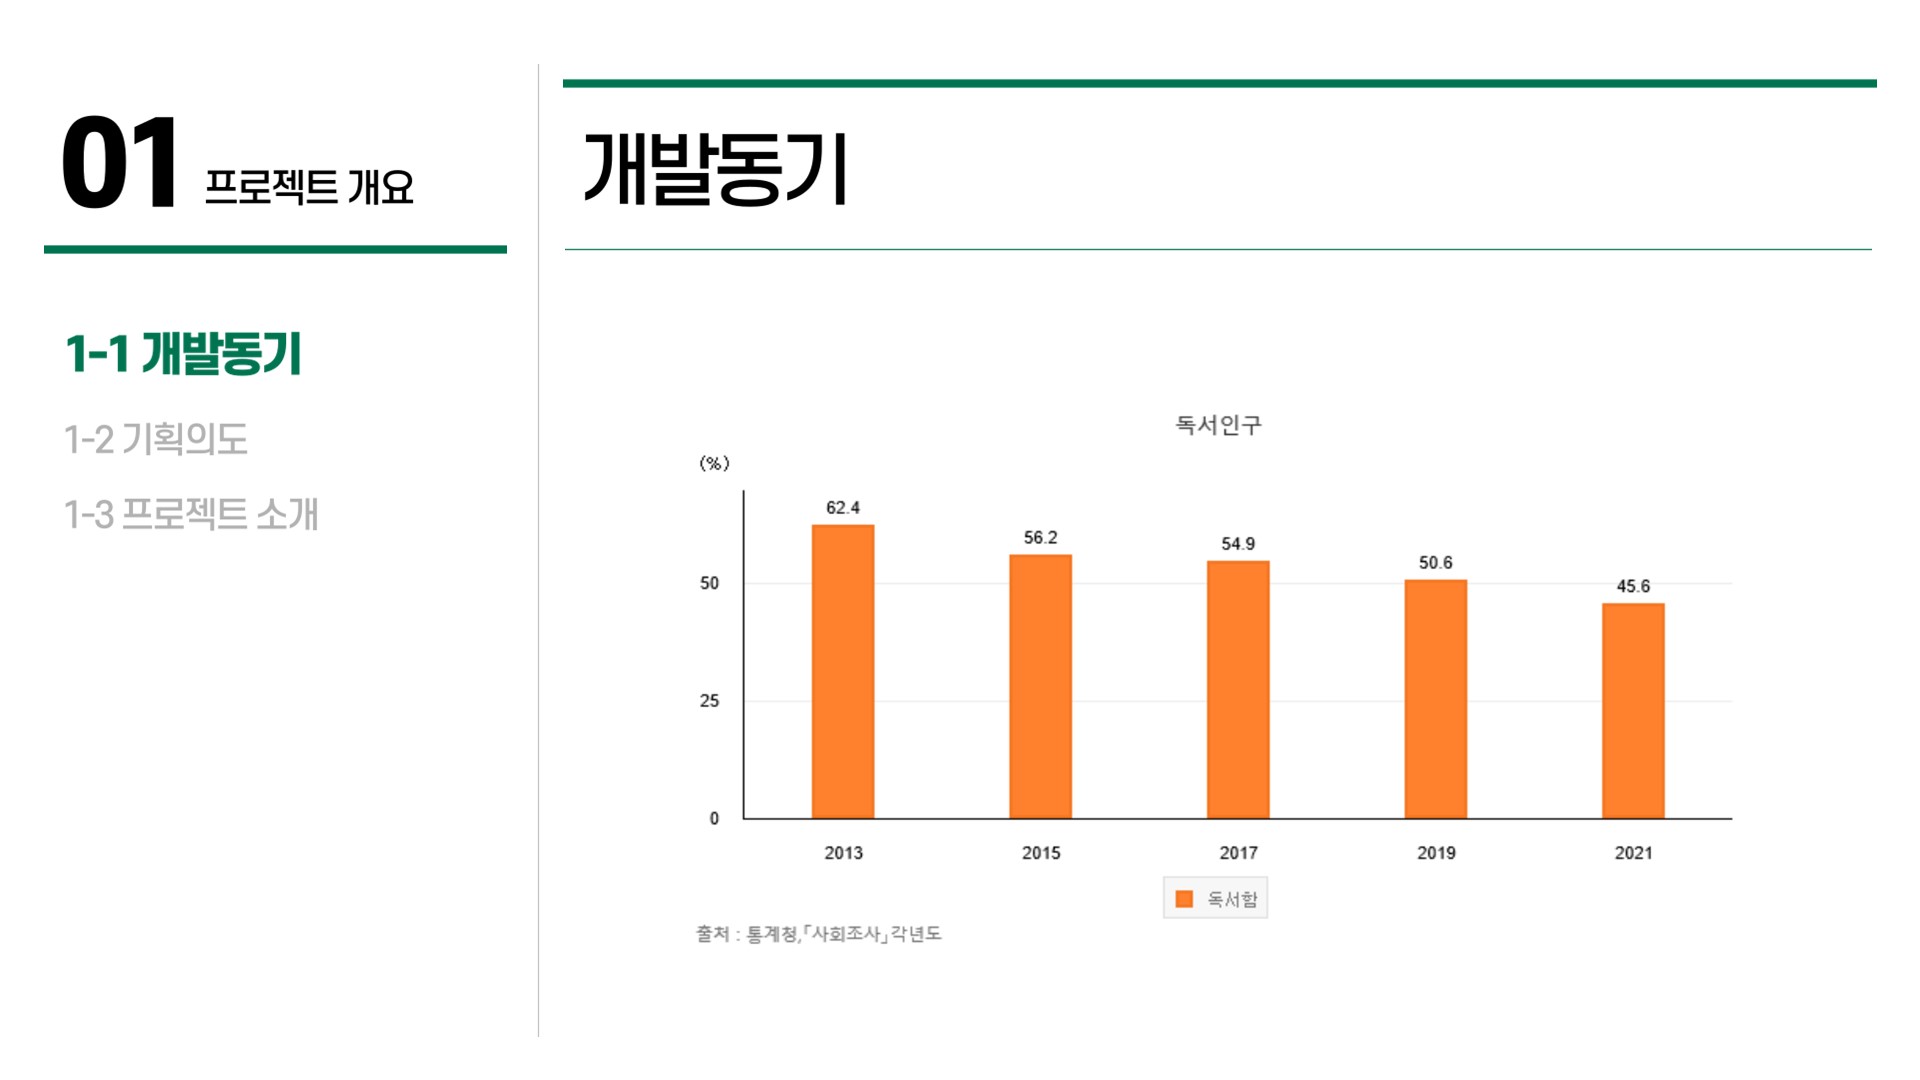 01 프로젝트 개요
1-1 개발동기
1-2 기획의도
1-3 프로젝트 소개
개발동기
독서인구
(%)
62.4
56.2
54.9
50.6
45.6
50
25
0
2013 2015 2017 2019 2021
독서함
출처 : 통계청,「사회조사」각년도